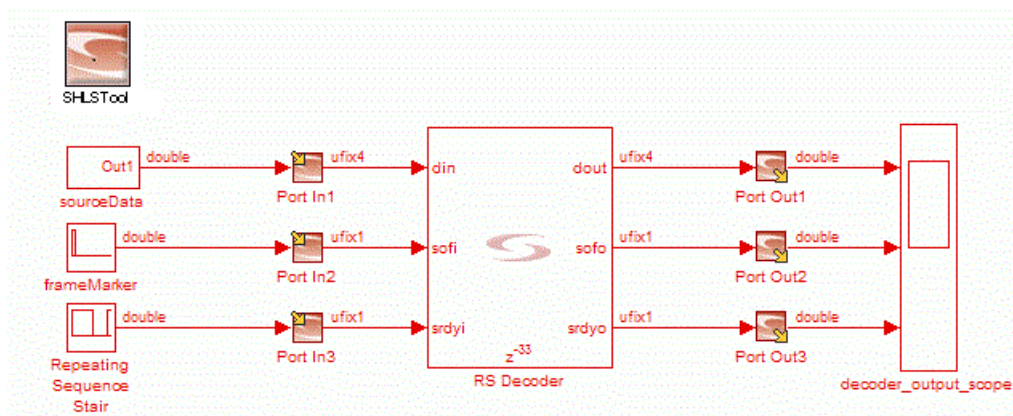 SHLSTool
Out1
double
ufix4
din
dout
ufix4
double
sourceData
Port In1
Port Out1
double
ufix1
sofi
sofo
ufix1
double
frameMarker
Port In2
Port Out2
double
ufix1
srdyi
srdyo
ufix1
double
z-33
Port In3
Port Out3
Repeating
Sequence
Stair
RS Decoder
decoder_output_scope